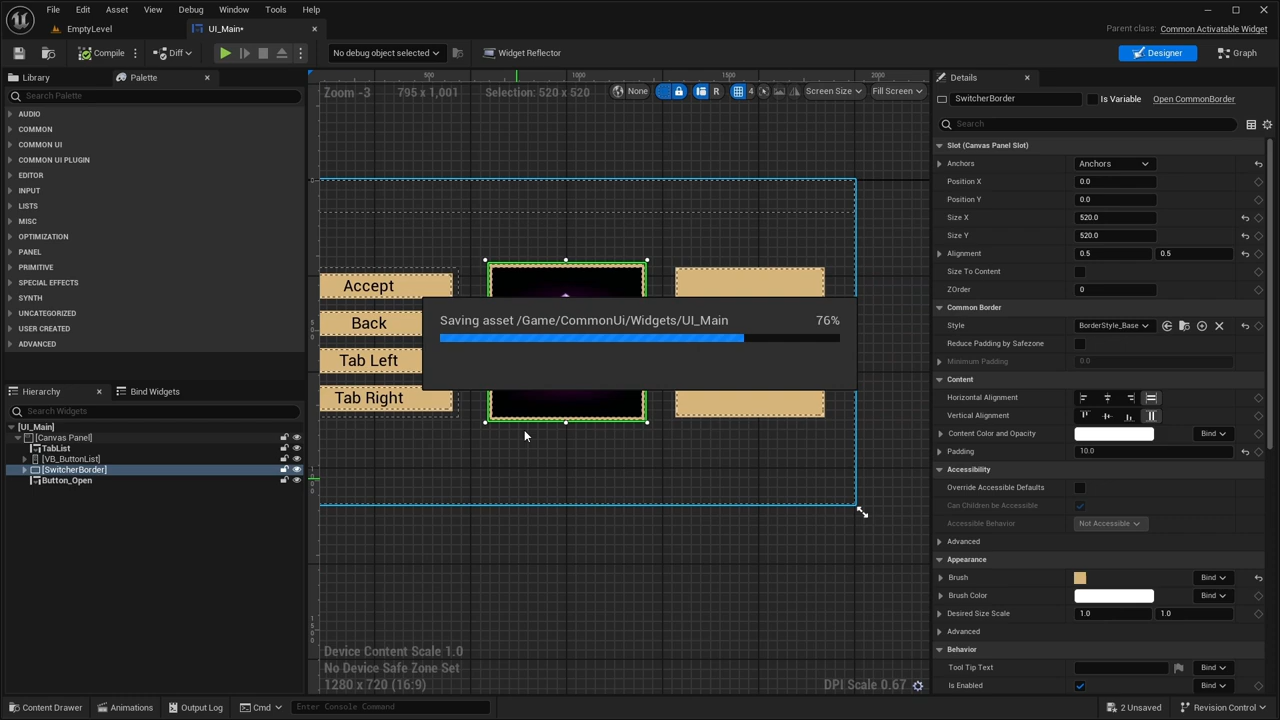 File Edit Asset View Debug Window Tools Help
EmptyLevel UI_Main*
Parent class: Common Activatable Widget
Compile Diff No debug object selected Widget Reflector Designer Graph
Library Palette
Search Palette
AUDIO
COMMON
COMMON UI
COMMON UI PLUGIN
EDITOR
INPUT
LISTS
MISC
OPTIMIZATION
PANEL
PRIMITIVE
SPECIAL EFFECTS
SYNTH
UNCATEGORIZED
USER CREATED
ADVANCED
Hierarchy Bind Widgets
Search Widgets
[UI_Main]
[Canvas Panel]
TabList
[VB_ButtonList]
[SwitcherBorder]
Button_Open
500 1000 1500 2000
Zoom -3 795 x 1,001 Selection: 520 x 520 None R 4 Screen Size Fill Screen
0
500
1000
1500
Accept
Back
Tab Left
Tab Right
Saving asset /Game/CommonUi/Widgets/UI_Main 76%
Device Content Scale 1.0
No Device Safe Zone Set
1280 x 720 (16:9)
DPI Scale 0.67
Details
SwitcherBorder Is Variable Open CommonBorder
Search
Slot (Canvas Panel Slot)
Anchors Anchors
Position X 0.0
Position Y 0.0
Size X 520.0
Size Y 520.0
Alignment 0.5 0.5
Size To Content
ZOrder 0
Common Border
Style BorderStyle_Base
Reduce Padding by Safezone
Minimum Padding 0.0
Content
Horizontal Alignment
Vertical Alignment
Content Color and Opacity Bind
Padding 10.0
Accessibility
Override Accessible Defaults
Can Children be Accessible
Accessible Behavior Not Accessible
Advanced
Appearance
Brush Bind
Brush Color Bind
Desired Size Scale 1.0 1.0
Advanced
Behavior
Tool Tip Text Bind
Is Enabled Bind
Content Drawer Animations Output Log Cmd Enter Console Command 2 Unsaved Revision Control